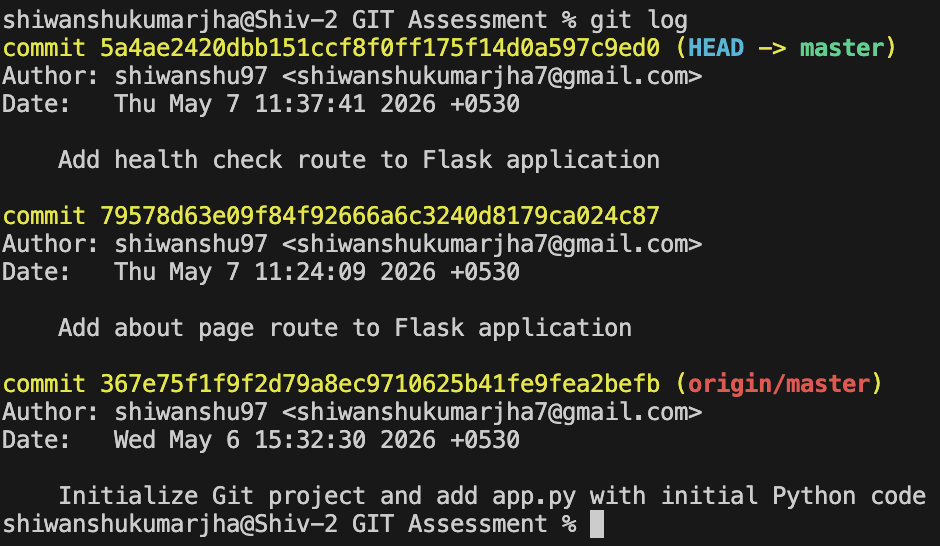 shiwanshukumarjha@Shiv-2 GIT Assessment % git log
commit 5a4ae2420dbb151ccf8f0ff175f14d0a597c9ed0 (HEAD -> master)
Author: shiwanshu97 <shiwanshukumarjha7@gmail.com>
Date:   Thu May 7 11:37:41 2026 +0530
    Add health check route to Flask application
commit 79578d63e09f84f92666a6c3240d8179ca024c87
Author: shiwanshu97 <shiwanshukumarjha7@gmail.com>
Date:   Thu May 7 11:24:09 2026 +0530
    Add about page route to Flask application
commit 367e75f1f9f2d79a8ec9710625b41fe9fea2befb (origin/master)
Author: shiwanshu97 <shiwanshukumarjha7@gmail.com>
Date:   Wed May 6 15:32:30 2026 +0530
    Initialize Git project and add app.py with initial Python code
shiwanshukumarjha@Shiv-2 GIT Assessment %